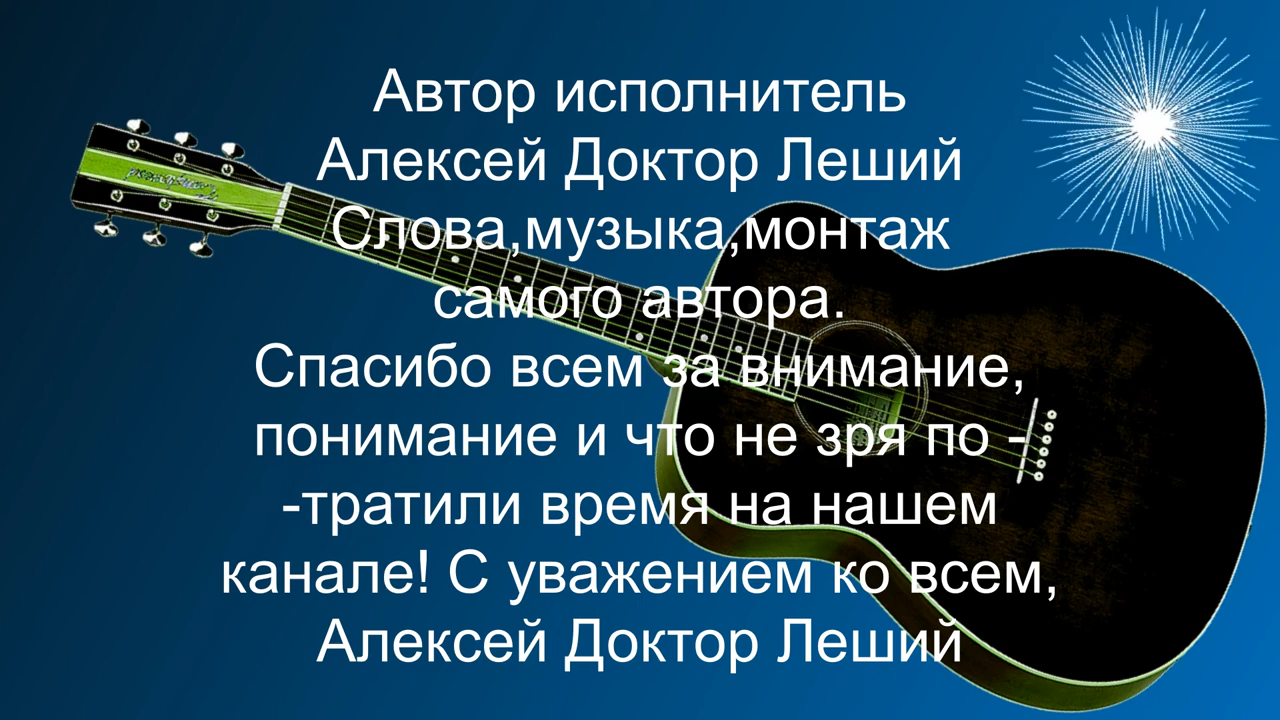 Автор исполнитель
Алексей Доктор Леший
Слова,музыка,монтаж
самого автора.
Спасибо всем за внимание,
понимание и что не зря по -
-тратили время на нашем
канале! С уважением ко всем,
Алексей Доктор Леший